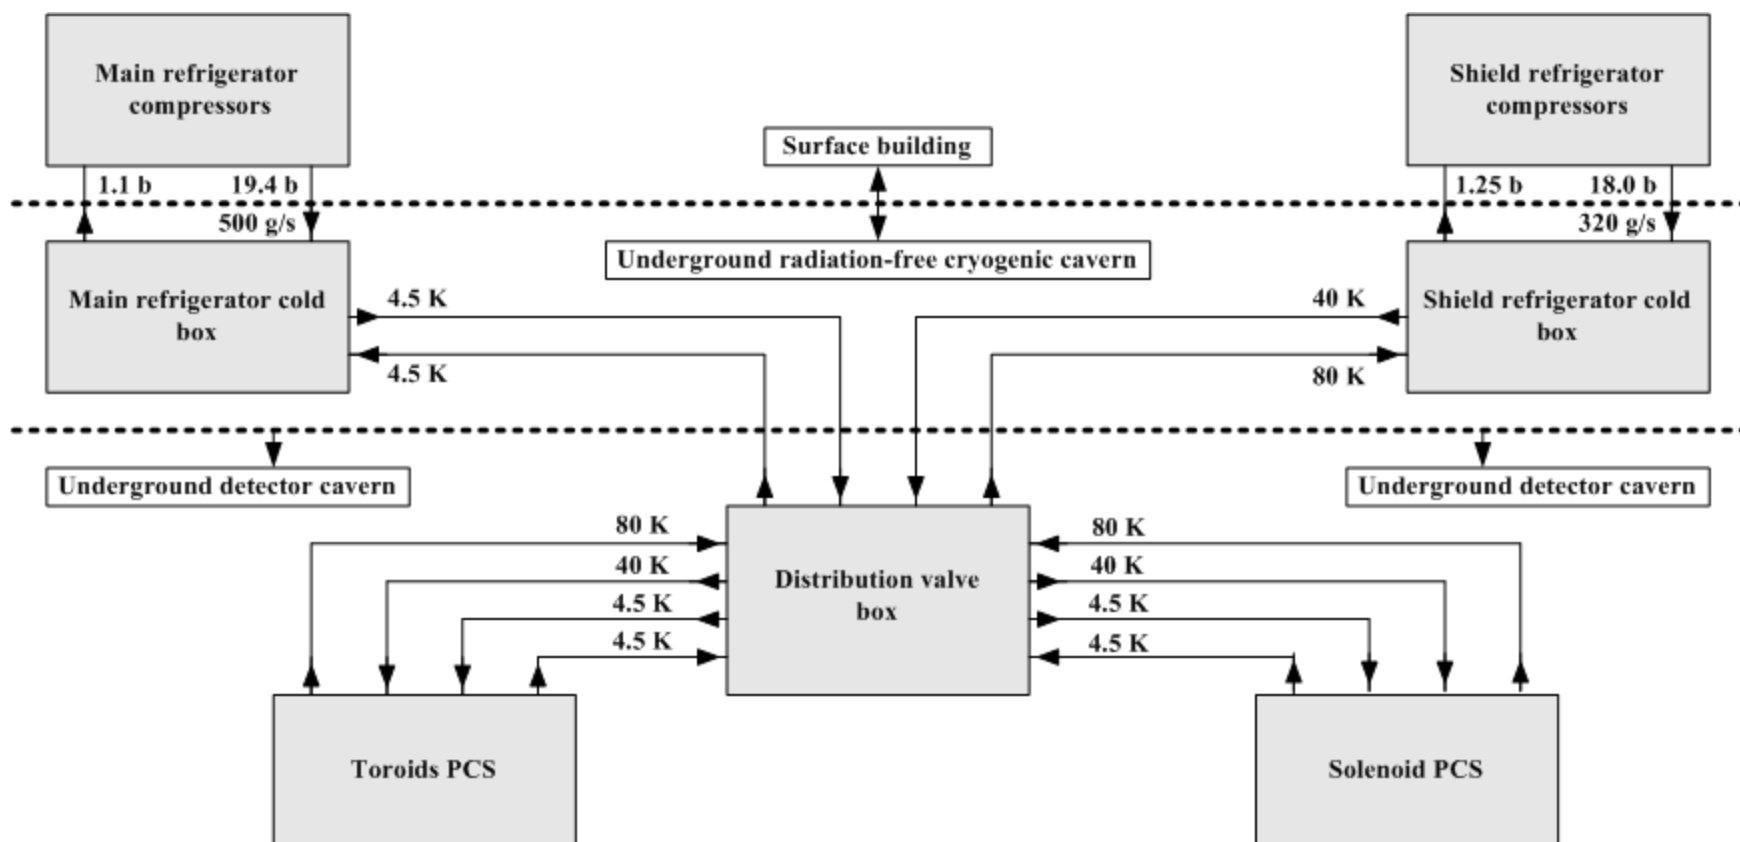 Main refrigerator
compressors
Shield refrigerator
compressors
Surface building
1.1 b
19.4 b
1.25 b
18.0 b
500 g/s
320 g/s
Underground radiation-free cryogenic cavern
Main refrigerator cold
box
4.5 K
4.5 K
40 K
80 K
Shield refrigerator cold
box
Underground detector cavern
Underground detector cavern
80 K
40 K
4.5 K
4.5 K
Distribution valve
box
80 K
40 K
4.5 K
4.5 K
Toroids PCS
Solenoid PCS